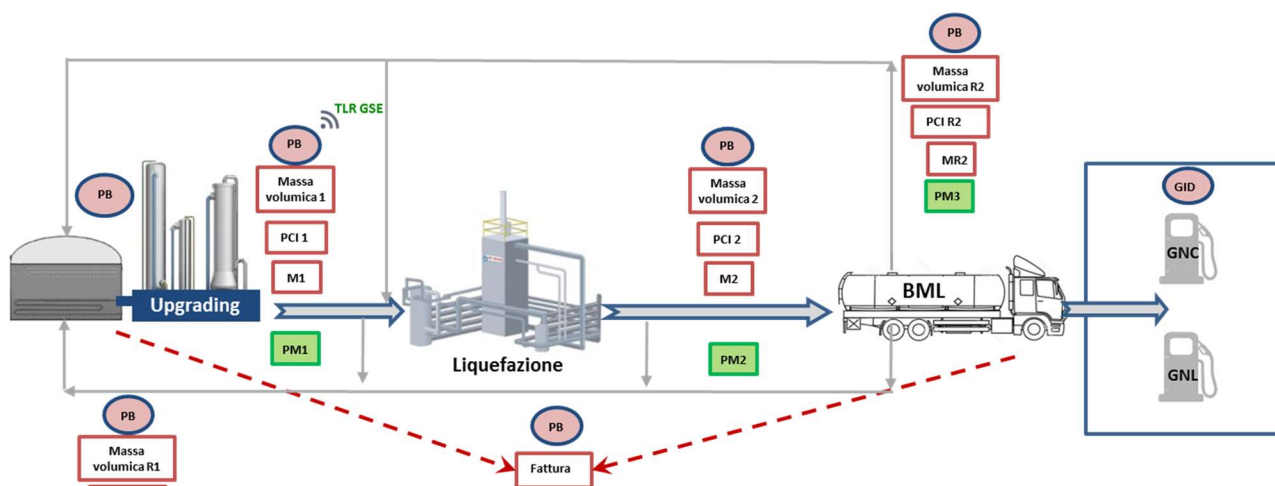 PB
Massa
volumica R2
PCI R2
MR2
PM3
TLR GSE
PB
Massa
volumica 1
PCI 1
M1
PM1
PB
Upgrading
PB
Massa
volumica 2
PCI 2
M2
PM2
Liquefazione
BML
GID
GNC
GNL
PB
Massa
volumica R1
PB
Fattura